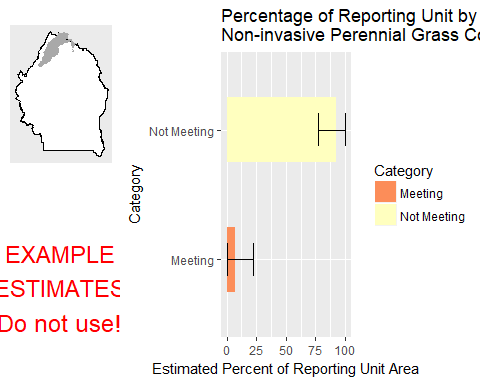 Percentage of Reporting Unit by
Non-invasive Perennial Grass Co
Not Meeting
Meeting
Category
0 25 50 75 100
Estimated Percent of Reporting Unit Area
Category
Meeting
Not Meeting
EXAMPLE
ESTIMATES
Do not use!